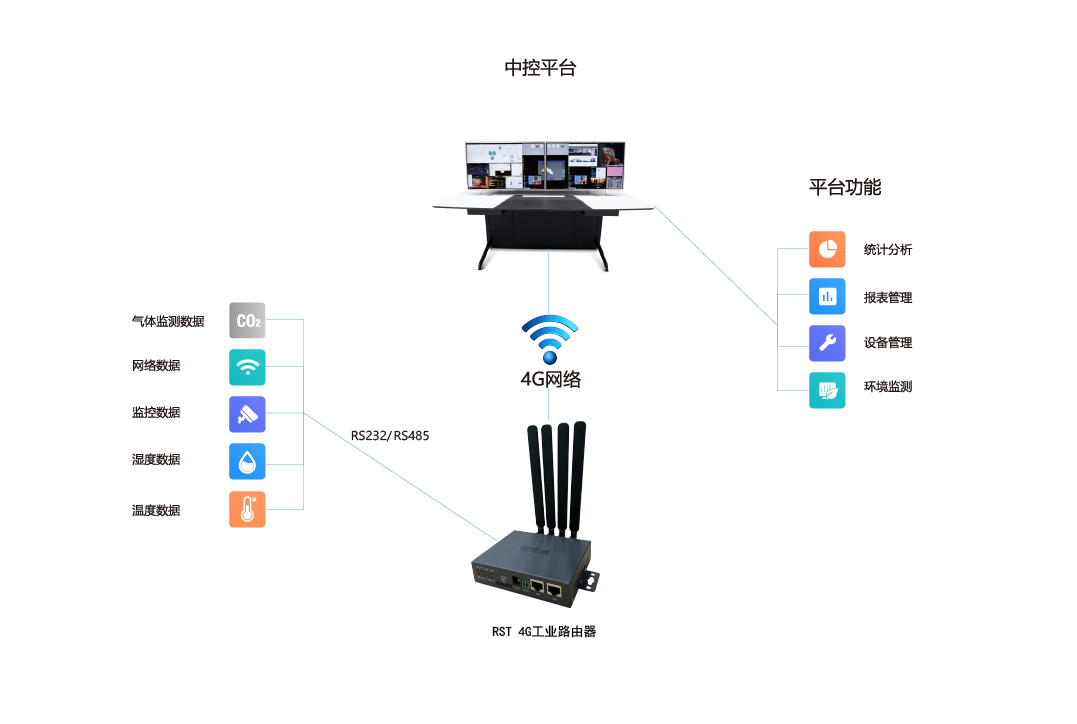 中控平台
平台功能
统计分析
报表管理
设备管理
环境监测
气体监测数据
CO₂
网络数据
监控数据
湿度数据
温度数据
RS232/RS485
4G网络
RST 4G工业路由器